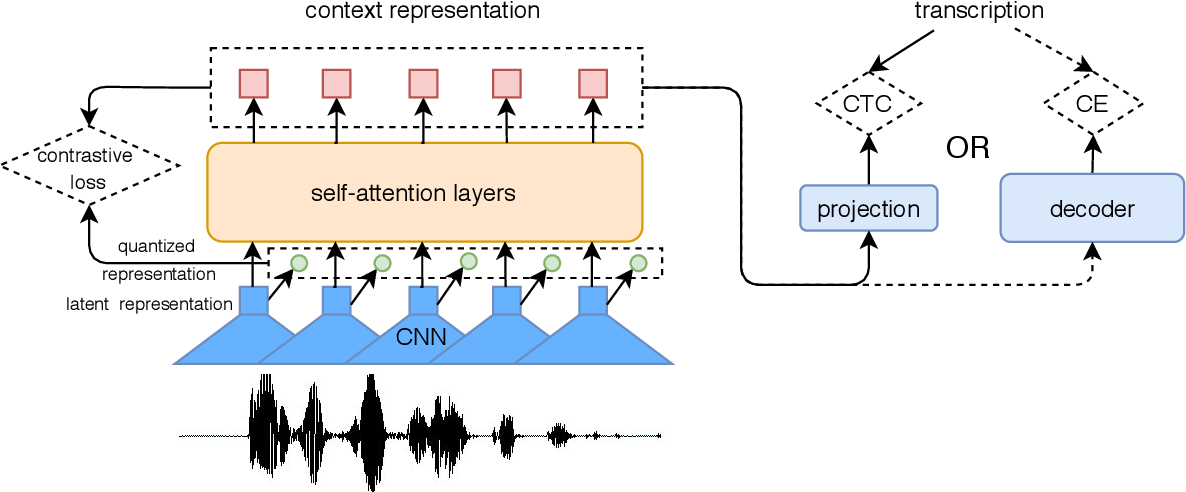 context representation
transcription
CTC
CE
contrastive
loss
OR
self-attention layers
projection
decoder
quantized
representation
latent representation
CNN